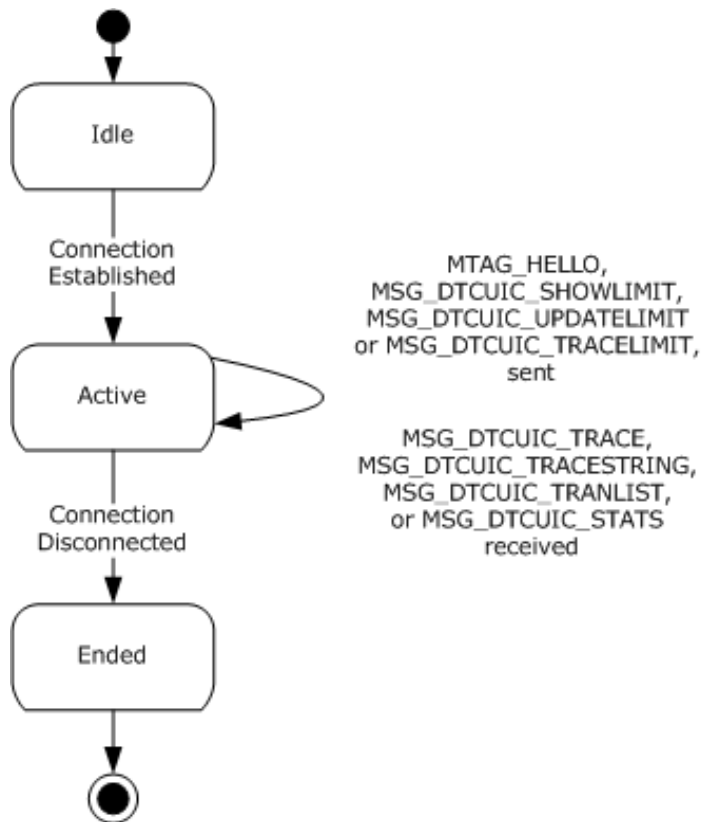 Idle
Connection
Established
MTAG_HELLO,
MSG_DTCUIC_SHOWLIMIT,
MSG_DTCUIC_UPDATELIMIT
or MSG_DTCUIC_TRACELIMIT,
sent
Active
MSG_DTCUIC_TRACE,
MSG_DTCUIC_TRACESTRING,
MSG_DTCUIC_TRANLIST,
or MSG_DTCUIC_STATS
received
Connection
Disconnected
Ended